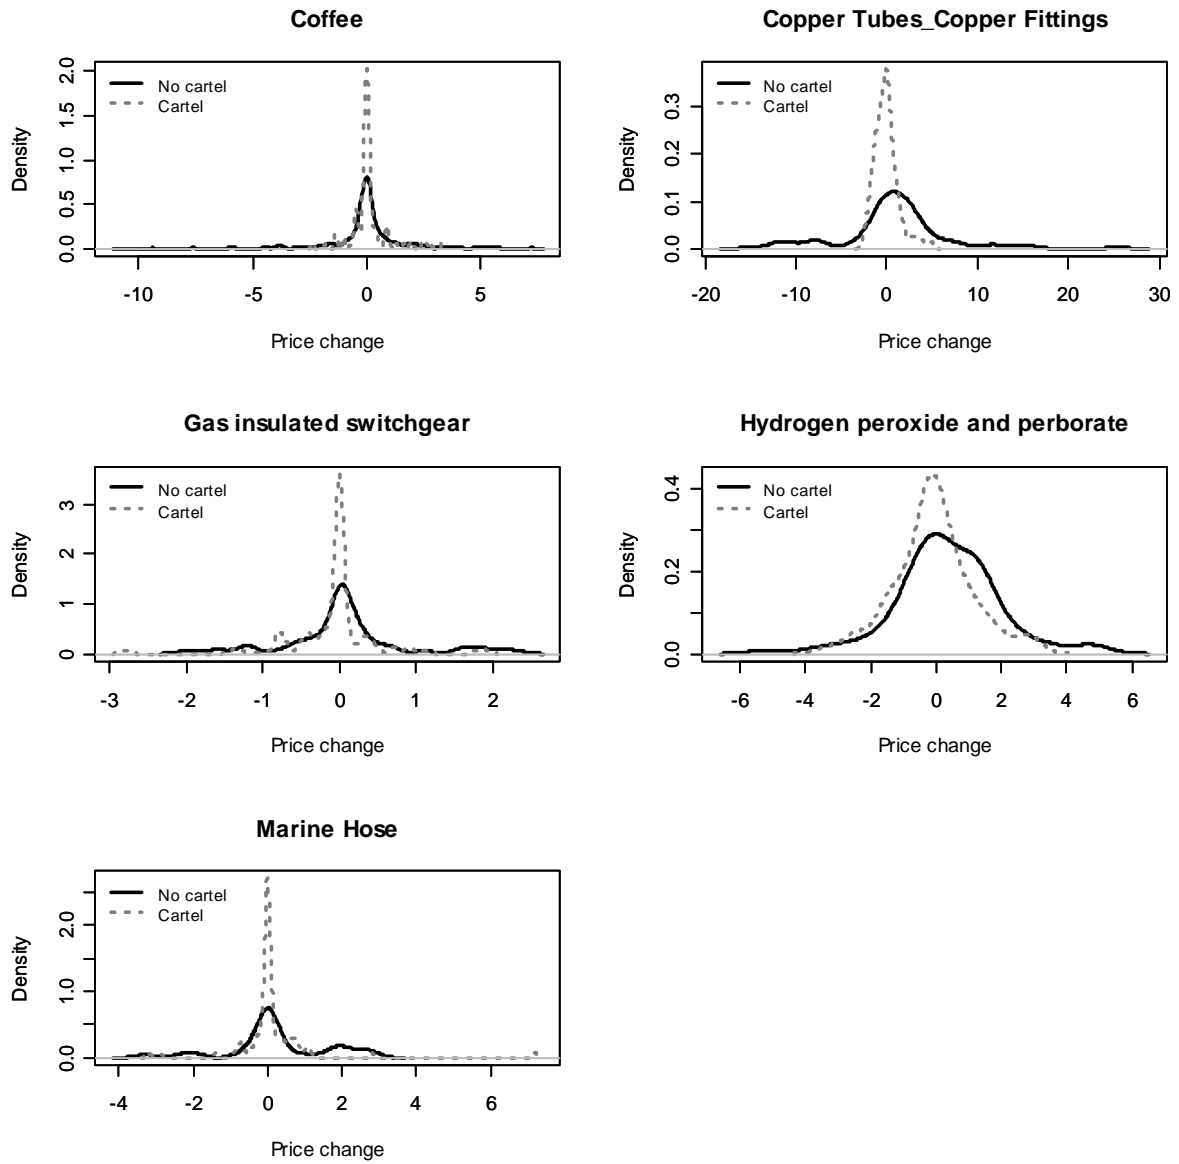 Coffee
No cartel
Cartel
Density
0.0 0.5 1.0 1.5 2.0
-10 -5 0 5
Price change
Copper Tubes_Copper Fittings
No cartel
Cartel
Density
0.0 0.1 0.2 0.3
-20 -10 0 10 20 30
Price change
Gas insulated switchgear
No cartel
Cartel
Density
0 1 2 3
-3 -2 -1 0 1 2
Price change
Hydrogen peroxide and perborate
No cartel
Cartel
Density
0.0 0.2 0.4
-6 -4 -2 0 2 4 6
Price change
Marine Hose
No cartel
Cartel
Density
0.0 1.0 2.0
-4 -2 0 2 4 6
Price change